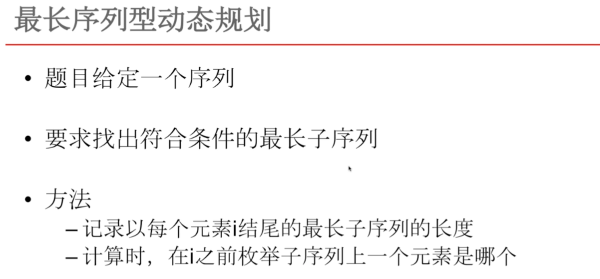 最长序列型动态规划
• 题目给定一个序列
• 要求找出符合条件的最长子序列
• 方法
– 记录以每个元素i结尾的最长子序列的长度
– 计算时，在i之前枚举子序列上一个元素是哪个